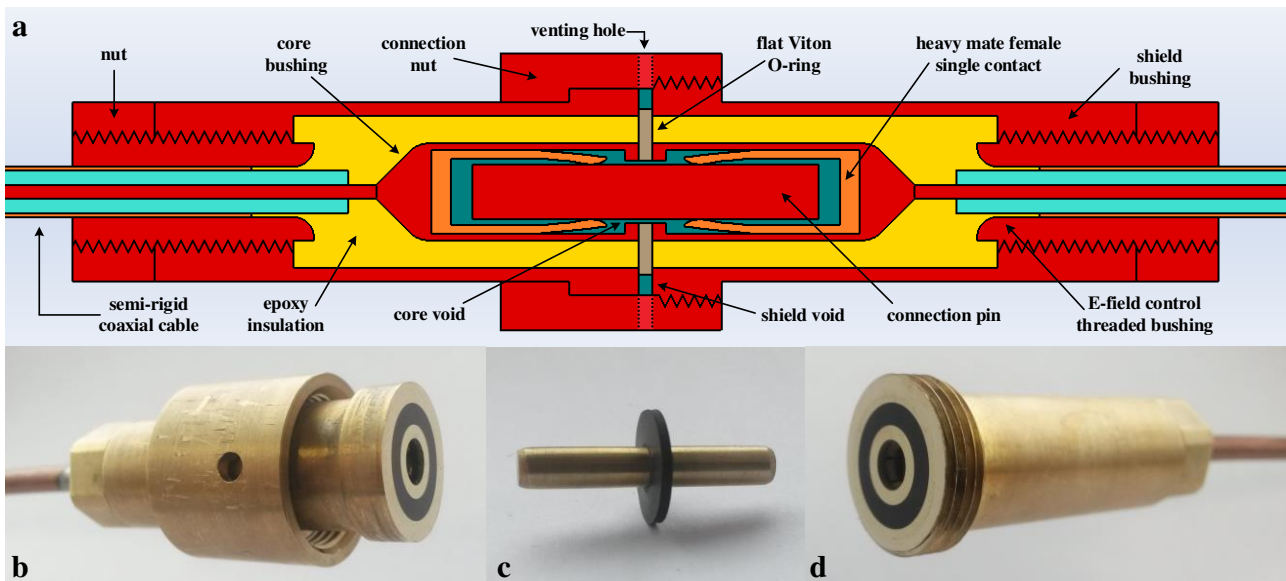 a
venting hole
nut
core
bushing
connection
nut
flat Viton
O-ring
heavy mate female
single contact
shield
bushing
semi-rigid
coaxial cable
epoxy
insulation
core void
shield void
connection pin
E-field control
threaded bushing
b
c
d